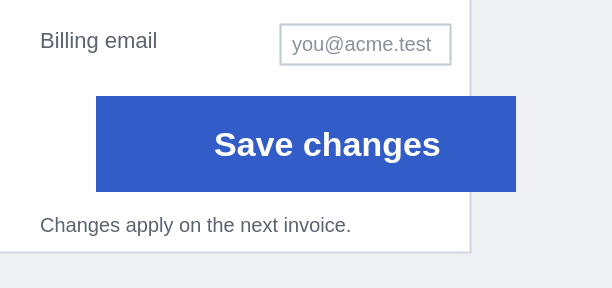 Billing email
you@acme.test
Save changes
Changes apply on the next invoice.